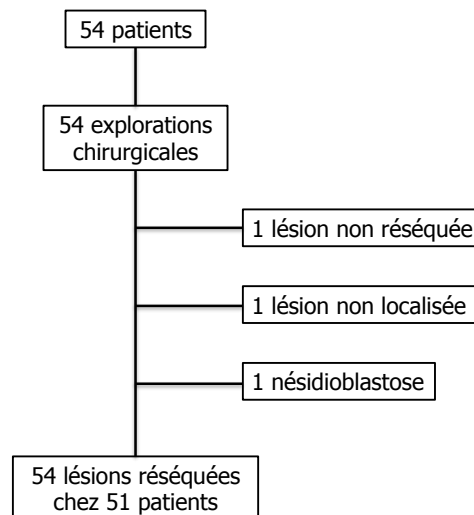 54 patients
54 explorations
chirurgicales
1 lésion non réséquée
1 lésion non localisée
1 nésidioblastose
54 lésions réséquées
chez 51 patients